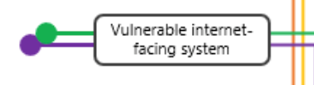 Vulnerable internet-
facing system